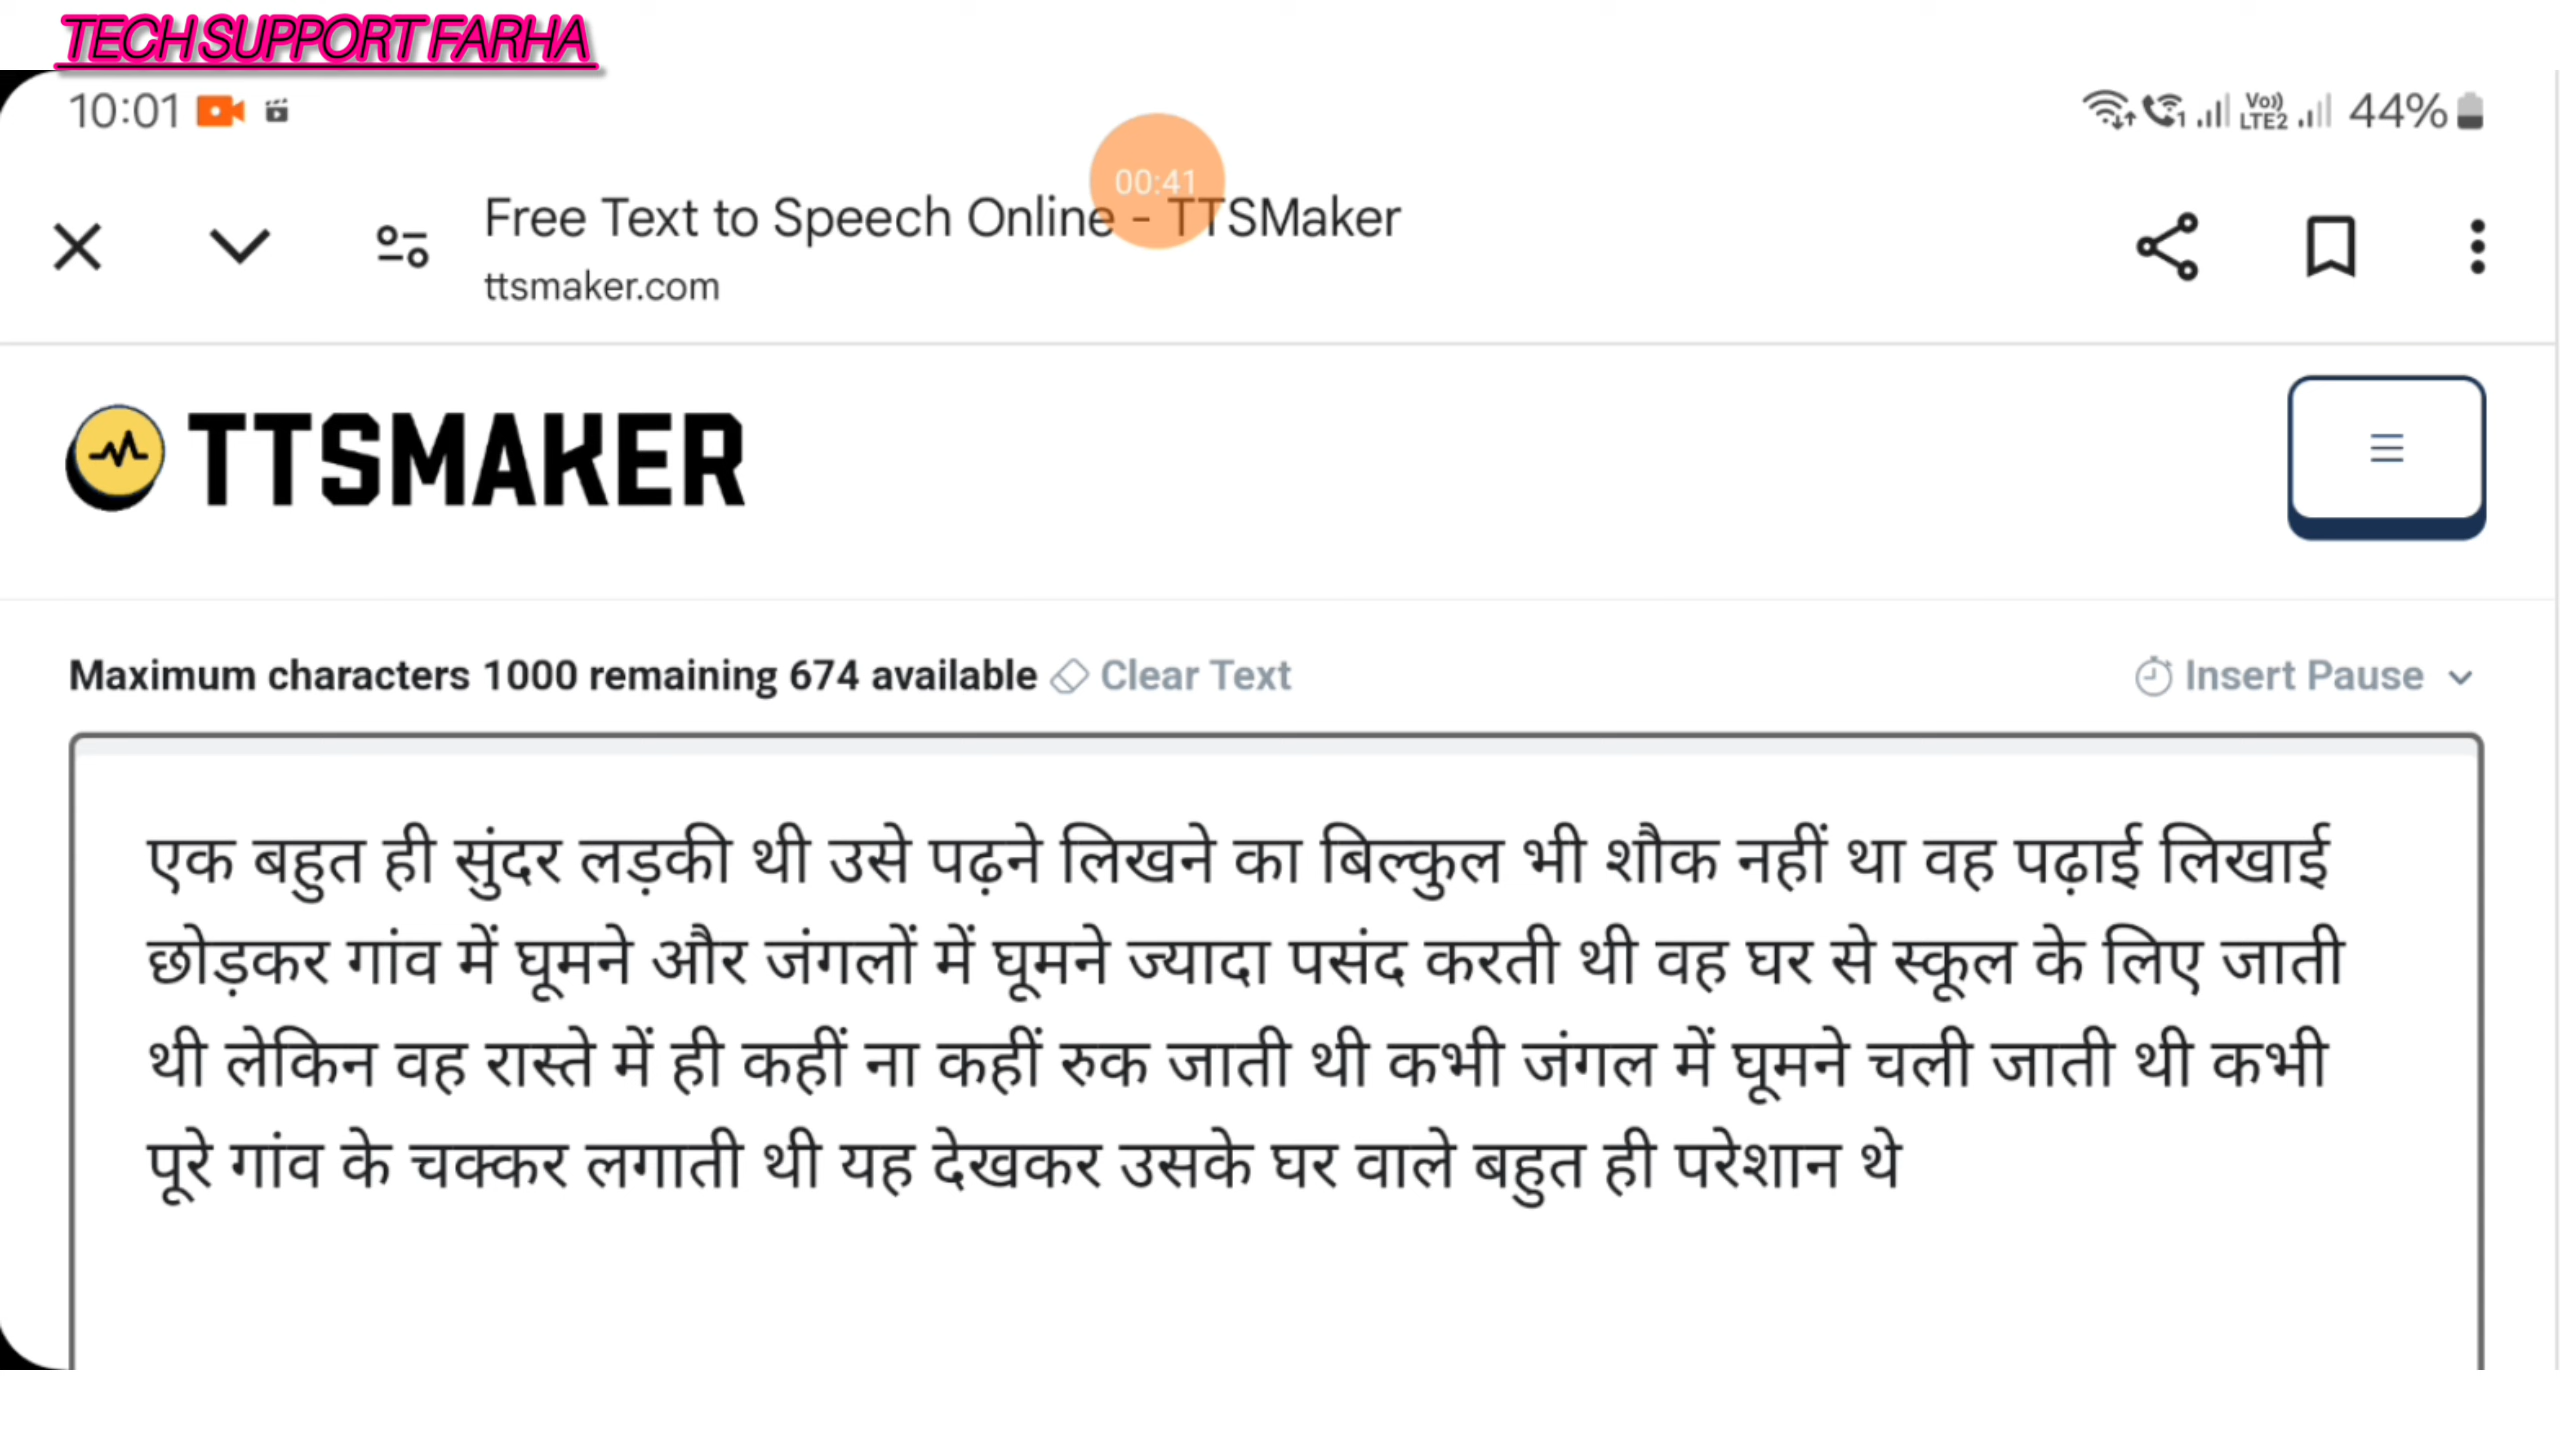 TECH SUPPORT FARHA
10:01 Vo)) LTE2 44%
00:41
Free Text to Speech Online - TTSMaker
ttsmaker.com
TTSMAKER
Maximum characters 1000 remaining 674 available Clear Text Insert Pause
एक बहुत ही सुंदर लड़की थी उसे पढ़ने लिखने का बिल्कुल भी शौक नहीं था वह पढ़ाई लिखाई
छोड़कर गांव में घूमने और जंगलों में घूमने ज्यादा पसंद करती थी वह घर से स्कूल के लिए जाती
थी लेकिन वह रास्ते में ही कहीं ना कहीं रुक जाती थी कभी जंगल में घूमने चली जाती थी कभी
पूरे गांव के चक्कर लगाती थी यह देखकर उसके घर वाले बहुत ही परेशान थे